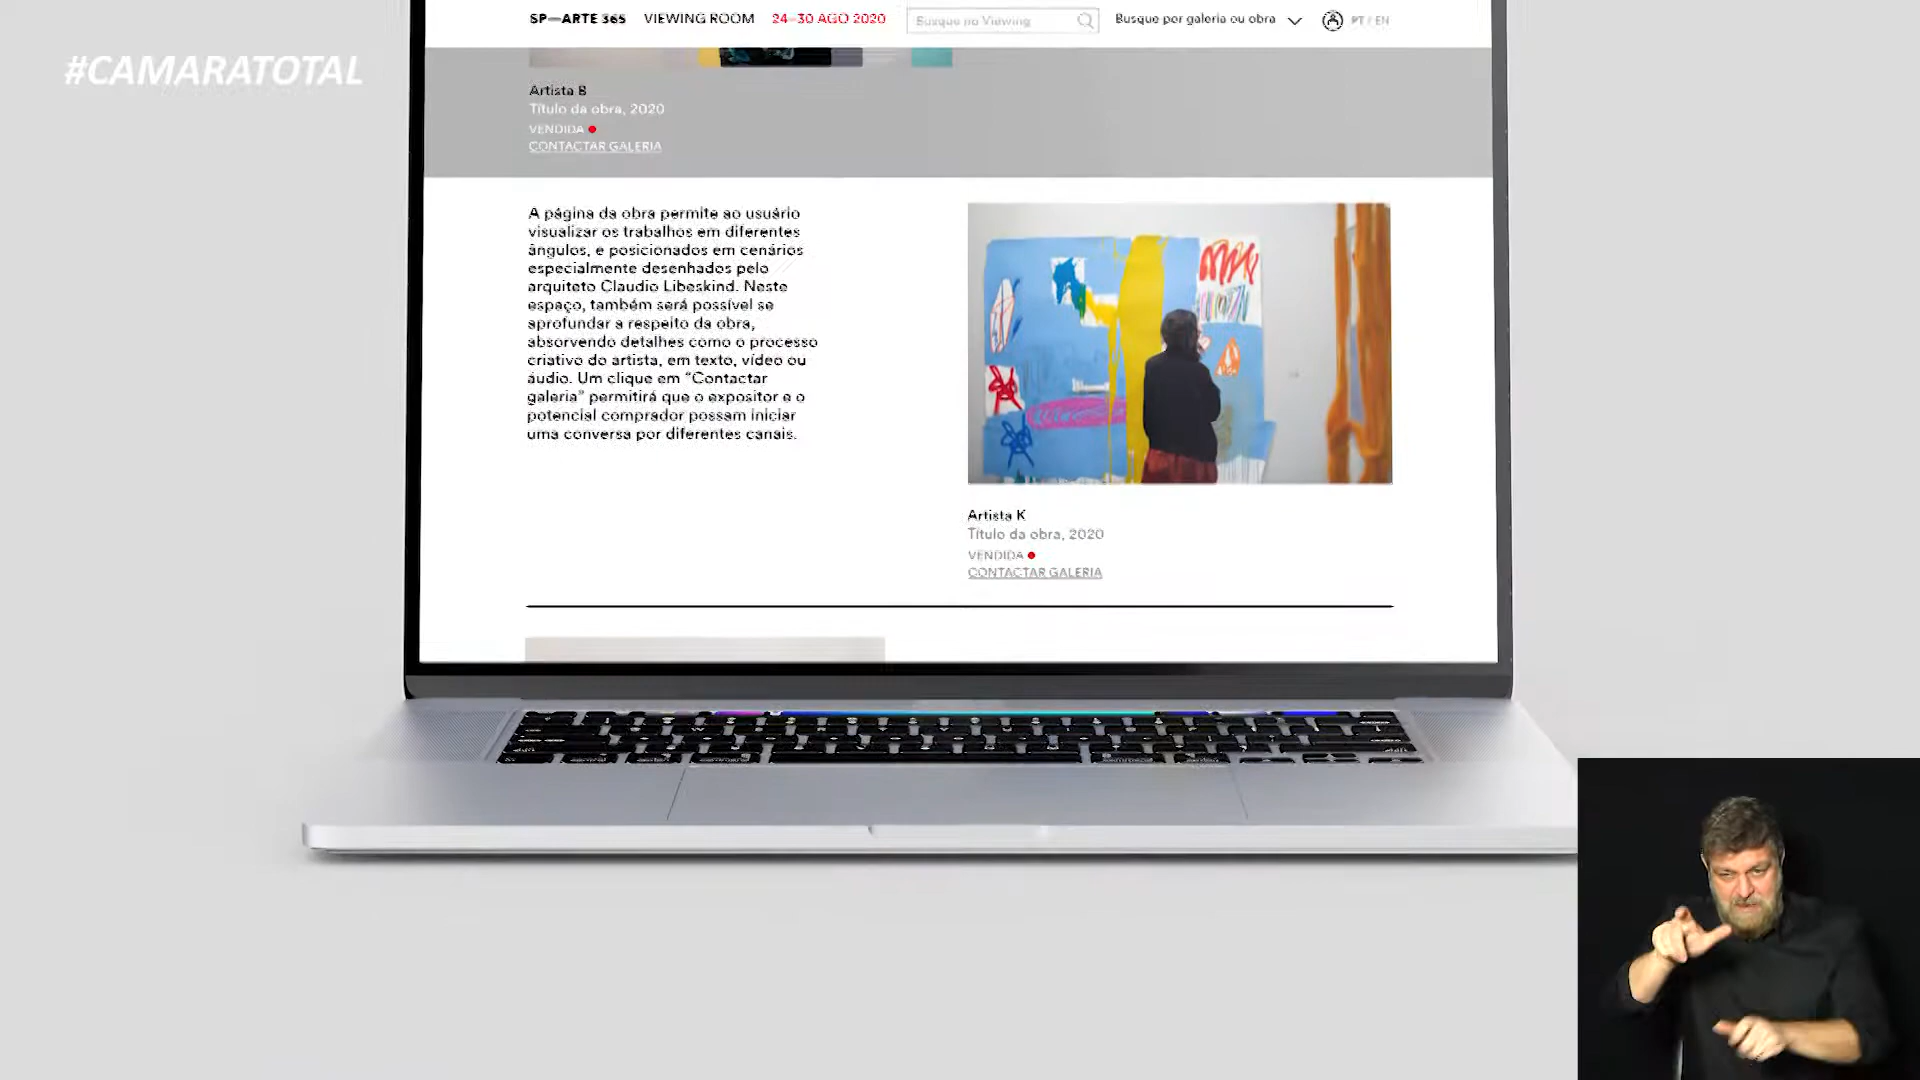 #CAMARATOTAL
SP—ARTE 365 VIEWING ROOM 24–30 AGO 2020 Busque no Viewing Busque por galeria ou obra PT / EN
Artista B
Título da obra, 2020
VENDIDA
CONTACTAR GALERIA
A página da obra permite ao usuário
visualizar os trabalhos em diferentes
ângulos, e posicionados em cenários
especialmente desenhados pelo
arquiteto Claudio Libeskind. Neste
espaço, também será possível se
aprofundar a respeito da obra,
absorvendo detalhes como o processo
criativo do artista, em texto, vídeo ou
áudio. Um clique em “Contactar
galeria” permitirá que o expositor e o
potencial comprador possam iniciar
uma conversa por diferentes canais.
Artista K
Título da obra, 2020
VENDIDA
CONTACTAR GALERIA